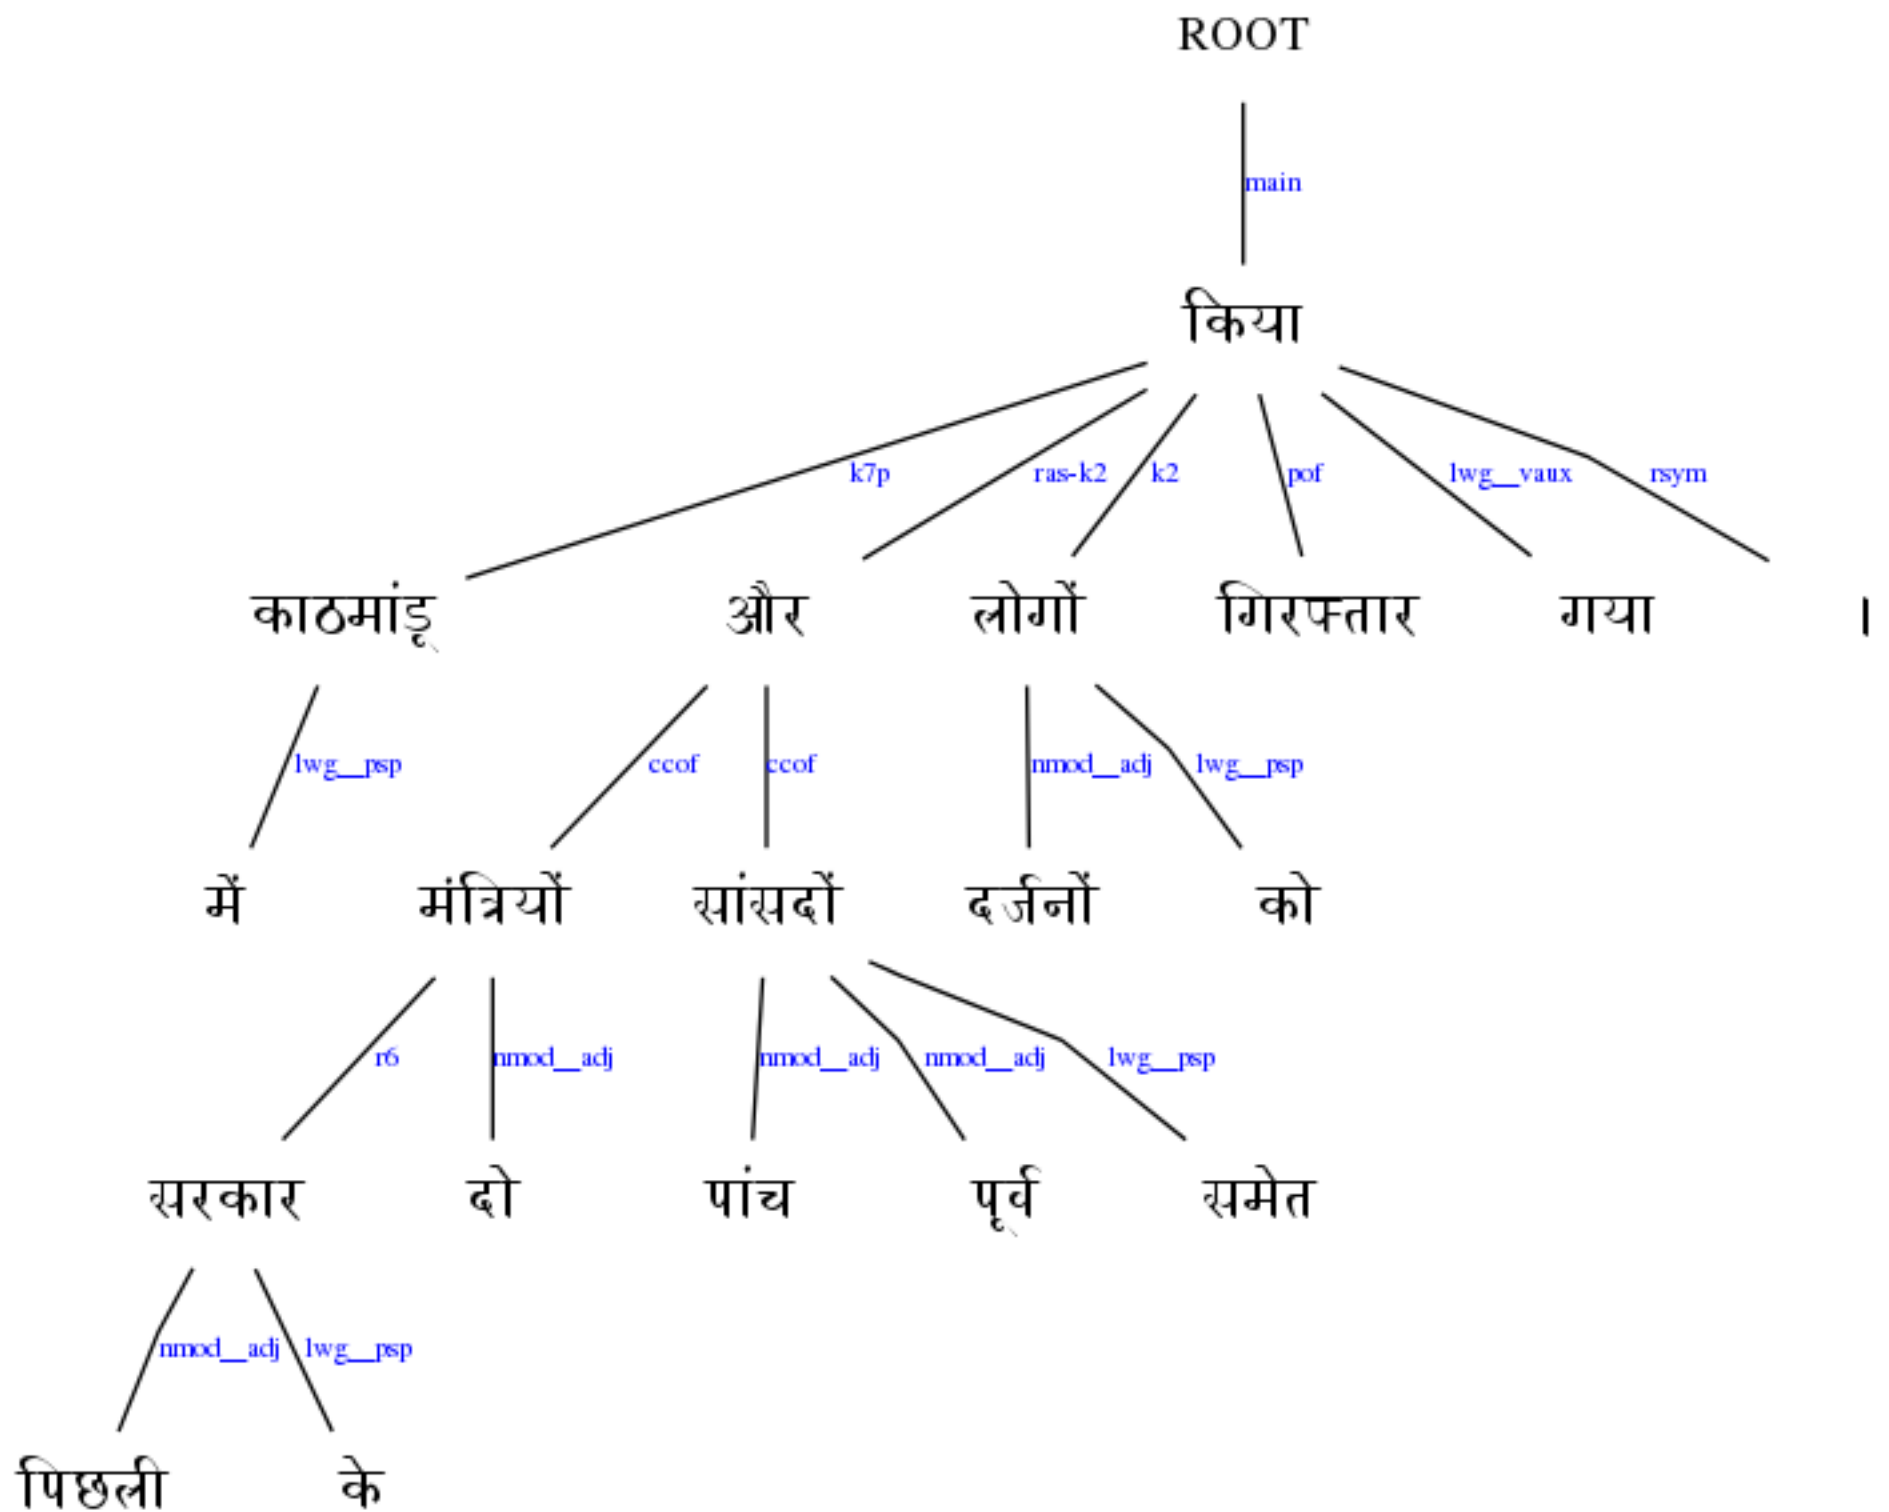 ROOT
main
किया
k7p ras-k2 k2 pof lwg__vaux rsym
काठमांडू और लोगों गिरफ्तार गया ।
lwg__psp ccof ccof nmod__adj lwg__psp
में मंत्रियों सांसदों दर्जनों को
r6 nmod__adj nmod__adj nmod__adj lwg__psp
सरकार दो पांच पूर्व समेत
nmod__adj lwg__psp
पिछली के